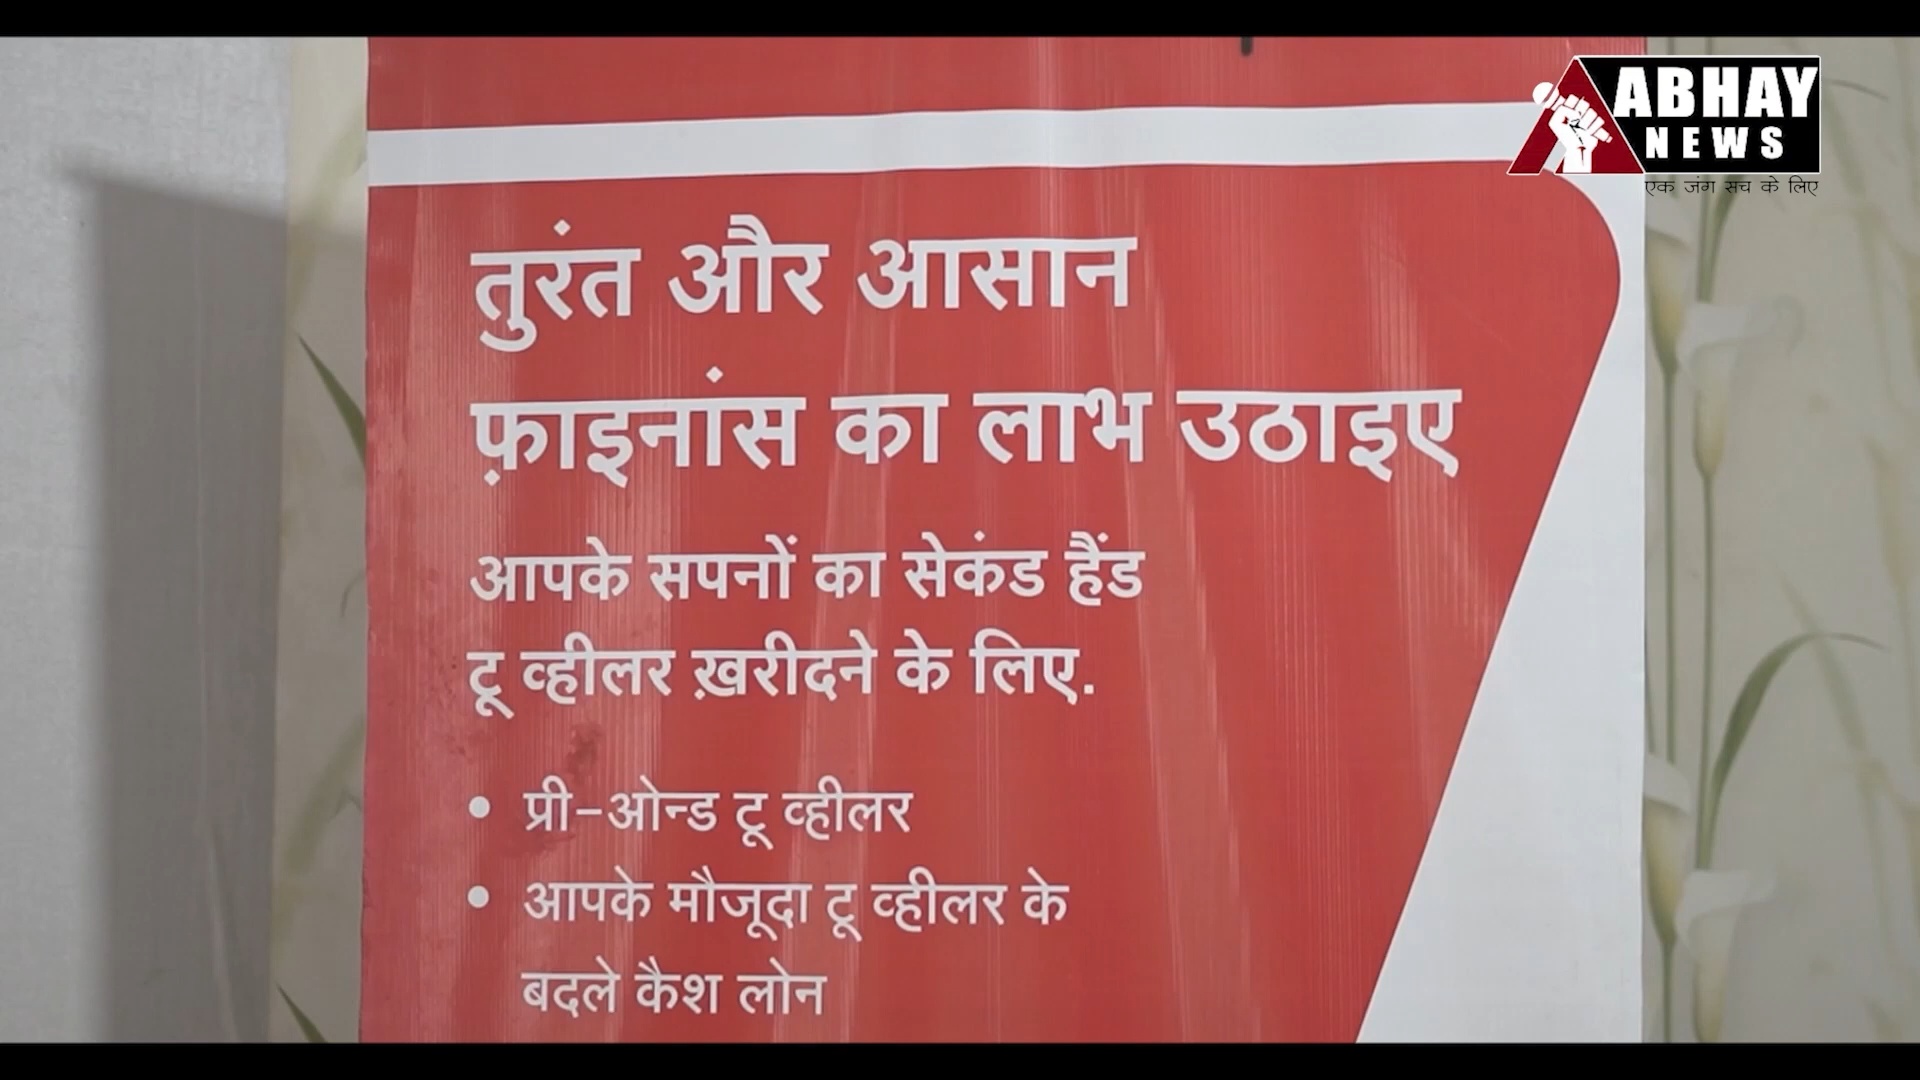 ABHAY
NEWS
एक जंग सच के लिए
तुरंत और आसान
फ़ाइनांस का लाभ उठाइए
आपके सपनों का सेकंड हैंड
टू व्हीलर ख़रीदने के लिए.
• प्री-ओन्ड टू व्हीलर
• आपके मौजूदा टू व्हीलर के
बदले कैश लोन